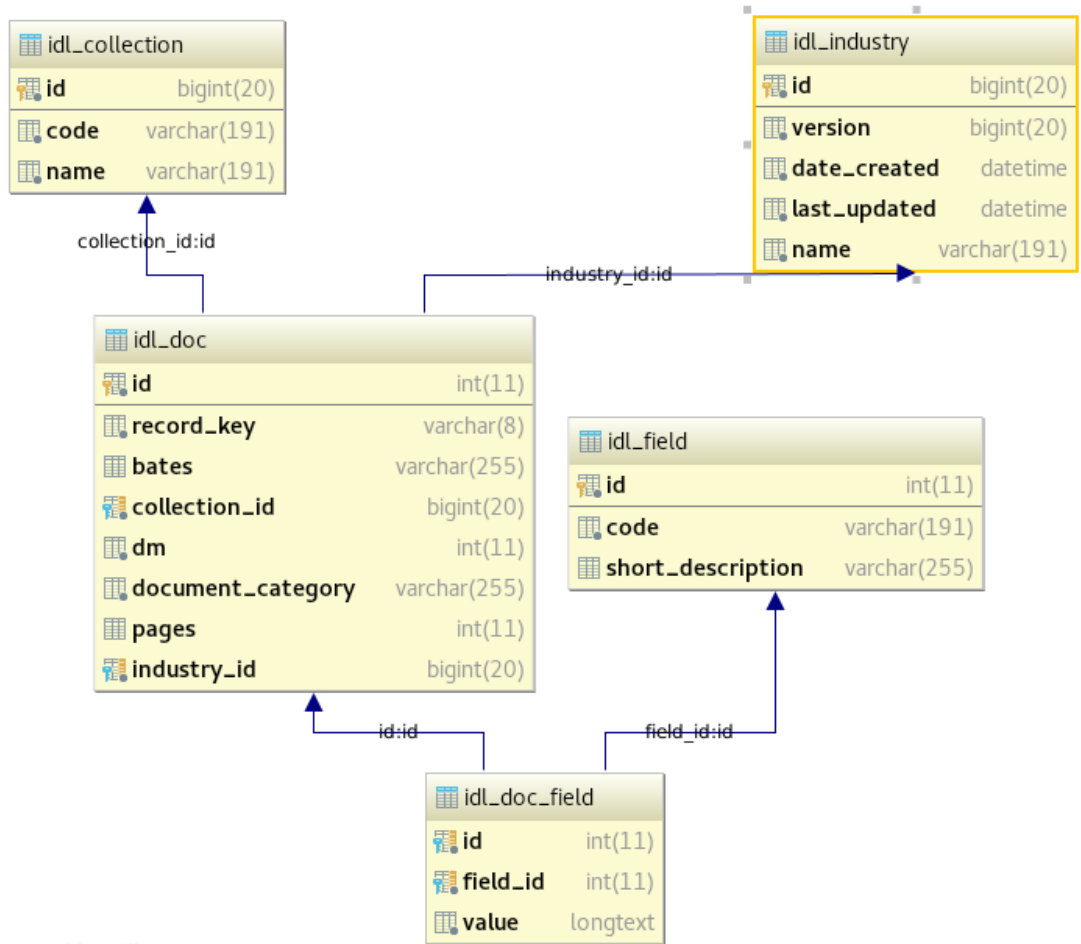 idl_collection
id bigint(20)
code varchar(191)
name varchar(191)
idl_industry
id bigint(20)
version bigint(20)
date_created datetime
last_updated datetime
name varchar(191)
collection_id:id
industry_id:id
idl_doc
id int(11)
record_key varchar(8)
bates varchar(255)
collection_id bigint(20)
dm int(11)
document_category varchar(255)
pages int(11)
industry_id bigint(20)
idl_field
id int(11)
code varchar(191)
short_description varchar(255)
id:id
field_id:id
idl_doc_field
id int(11)
field_id int(11)
value longtext